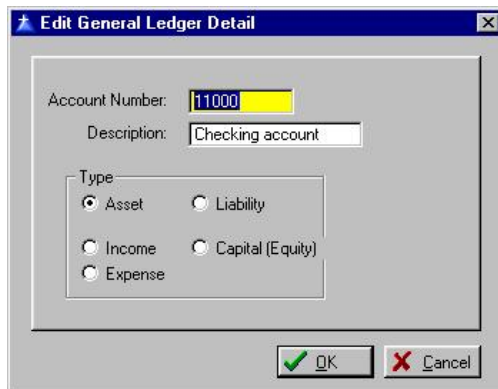 Edit General Ledger Detail
Account Number: 11000
Description: Checking account
Type
Asset Liability
Income Capital (Equity)
Expense
OK Cancel